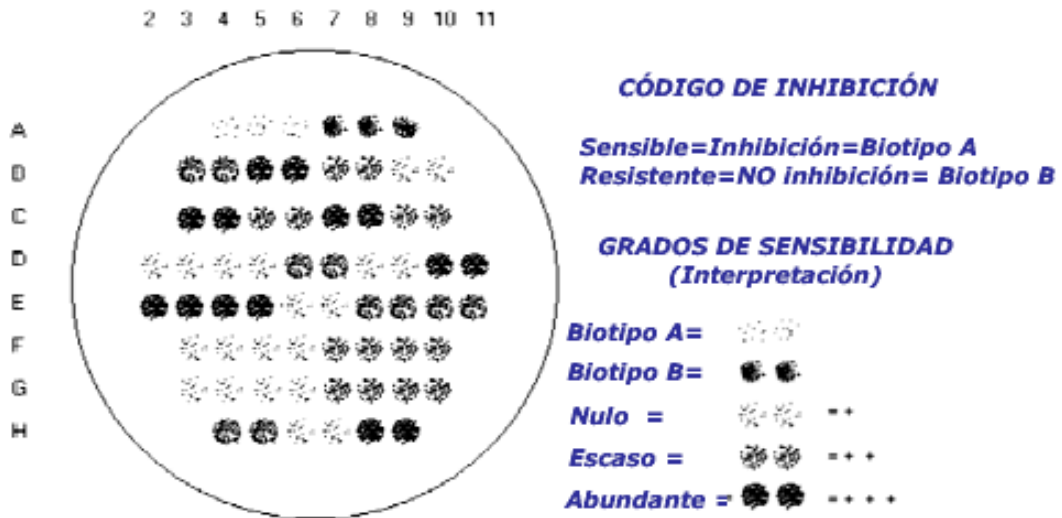 2 3 4 5 6 7 8 9 10 11
A
B
C
D
E
F
G
H
CÓDIGO DE INHIBICIÓN
Sensible=Inhibición=Biotipo A
Resistente=NO inhibición= Biotipo B
GRADOS DE SENSIBILIDAD
(Interpretación)
Biotipo A=
Biotipo B=
Nulo = = +
Escaso = = + +
Abundante = = + + +